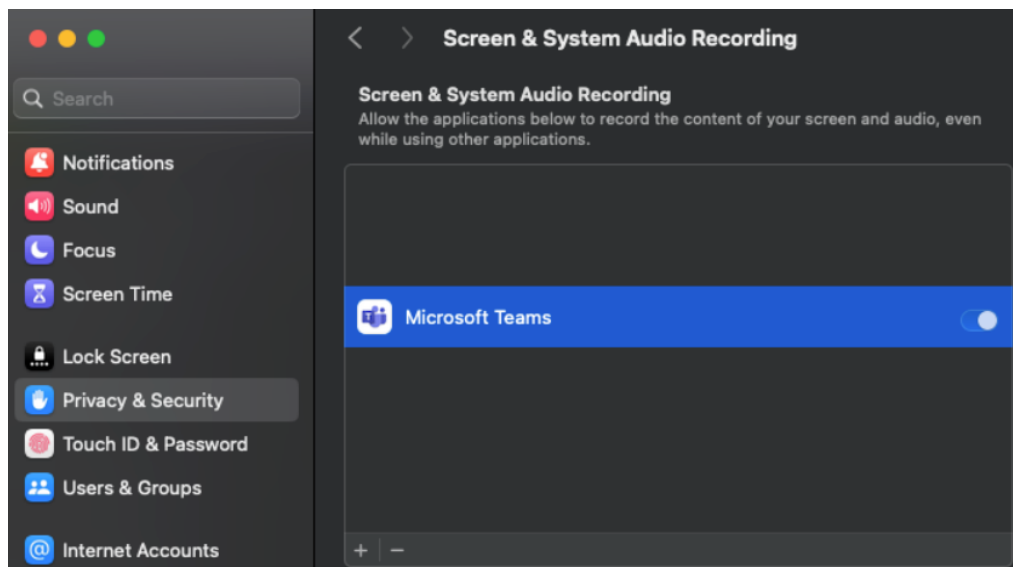 Screen & System Audio Recording
Search
Notifications
Sound
Focus
Screen Time
Lock Screen
Privacy & Security
Touch ID & Password
Users & Groups
Internet Accounts
Screen & System Audio Recording
Allow the applications below to record the content of your screen and audio, even
while using other applications.
Microsoft Teams